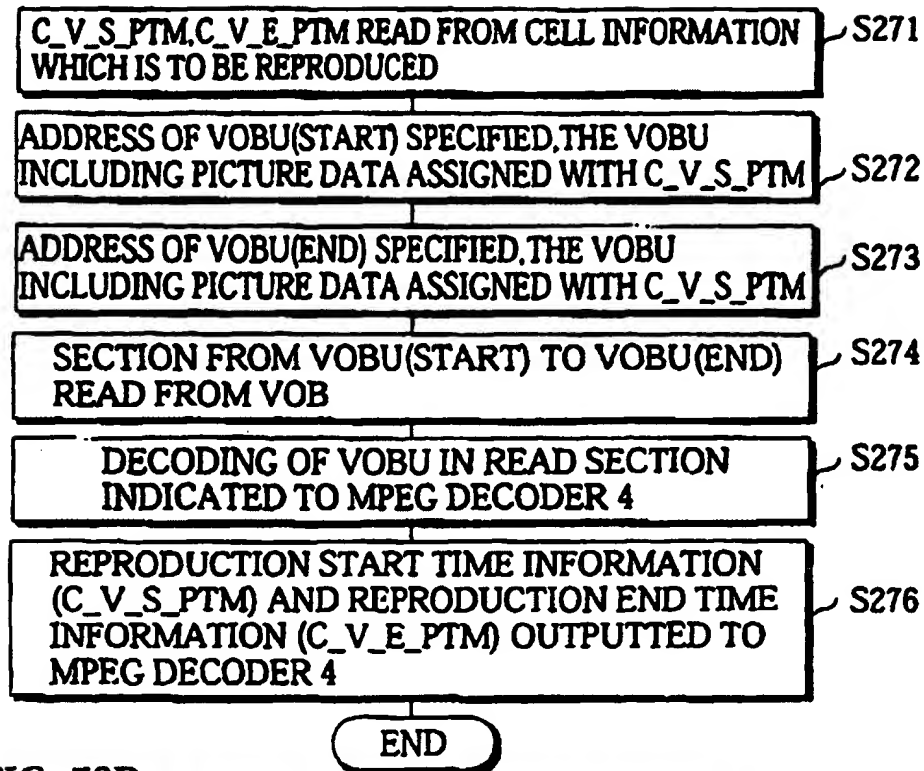 C_V_S_PTM,C_V_E_PTM READ FROM CELL INFORMATION
WHICH IS TO BE REPRODUCED
S271
ADDRESS OF VOBU(START) SPECIFIED,THE VOBU
INCLUDING PICTURE DATA ASSIGNED WITH C_V_S_PTM
S272
ADDRESS OF VOBU(END) SPECIFIED,THE VOBU
INCLUDING PICTURE DATA ASSIGNED WITH C_V_S_PTM
S273
SECTION FROM VOBU(START) TO VOBU(END)
READ FROM VOB
S274
DECODING OF VOBU IN READ SECTION
INDICATED TO MPEG DECODER 4
S275
REPRODUCTION START TIME INFORMATION
(C_V_S_PTM) AND REPRODUCTION END TIME
INFORMATION (C_V_E_PTM) OUTPUTTED TO
MPEG DECODER 4
S276
END